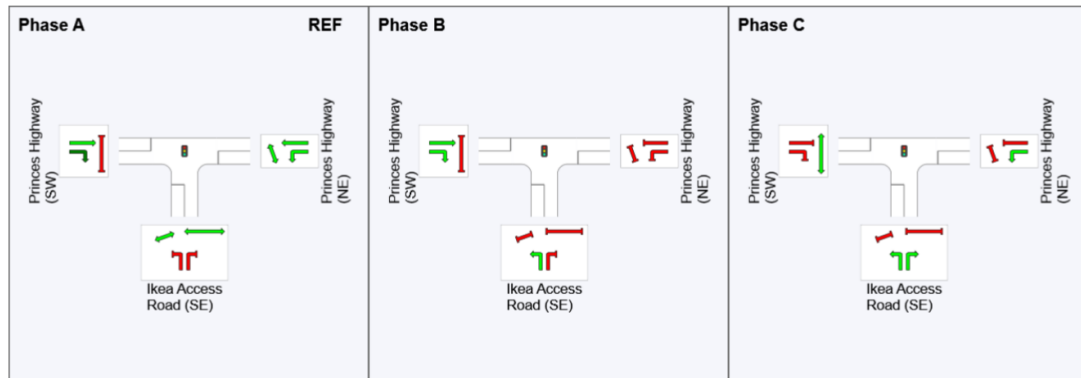 Phase A
REF
Princes Highway
(SW)
Princes Highway
(NE)
Ikea Access
Road (SE)
Phase B
Princes Highway
(SW)
Princes Highway
(NE)
Ikea Access
Road (SE)
Phase C
Princes Highway
(SW)
Princes Highway
(NE)
Ikea Access
Road (SE)